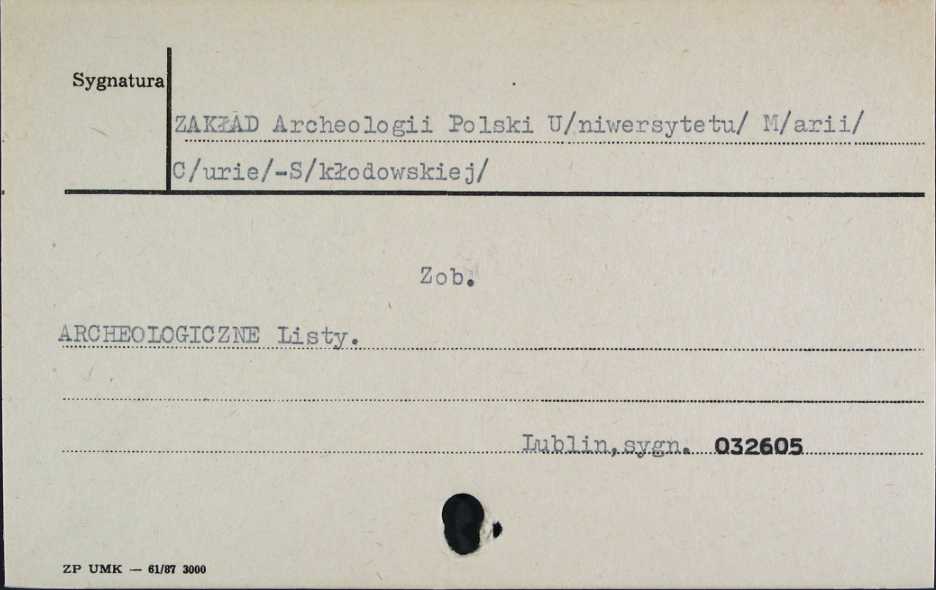 Sygnatura
ZAKŁAD Archeologii Polski U/niwersytetu/ M/arii/
C/urie/-S/kłodowskiej/
Zob.
ARCHEOLOGICZNE Listy.
Lublin,sygn. 032605
ZP UMK — 61/87 3000